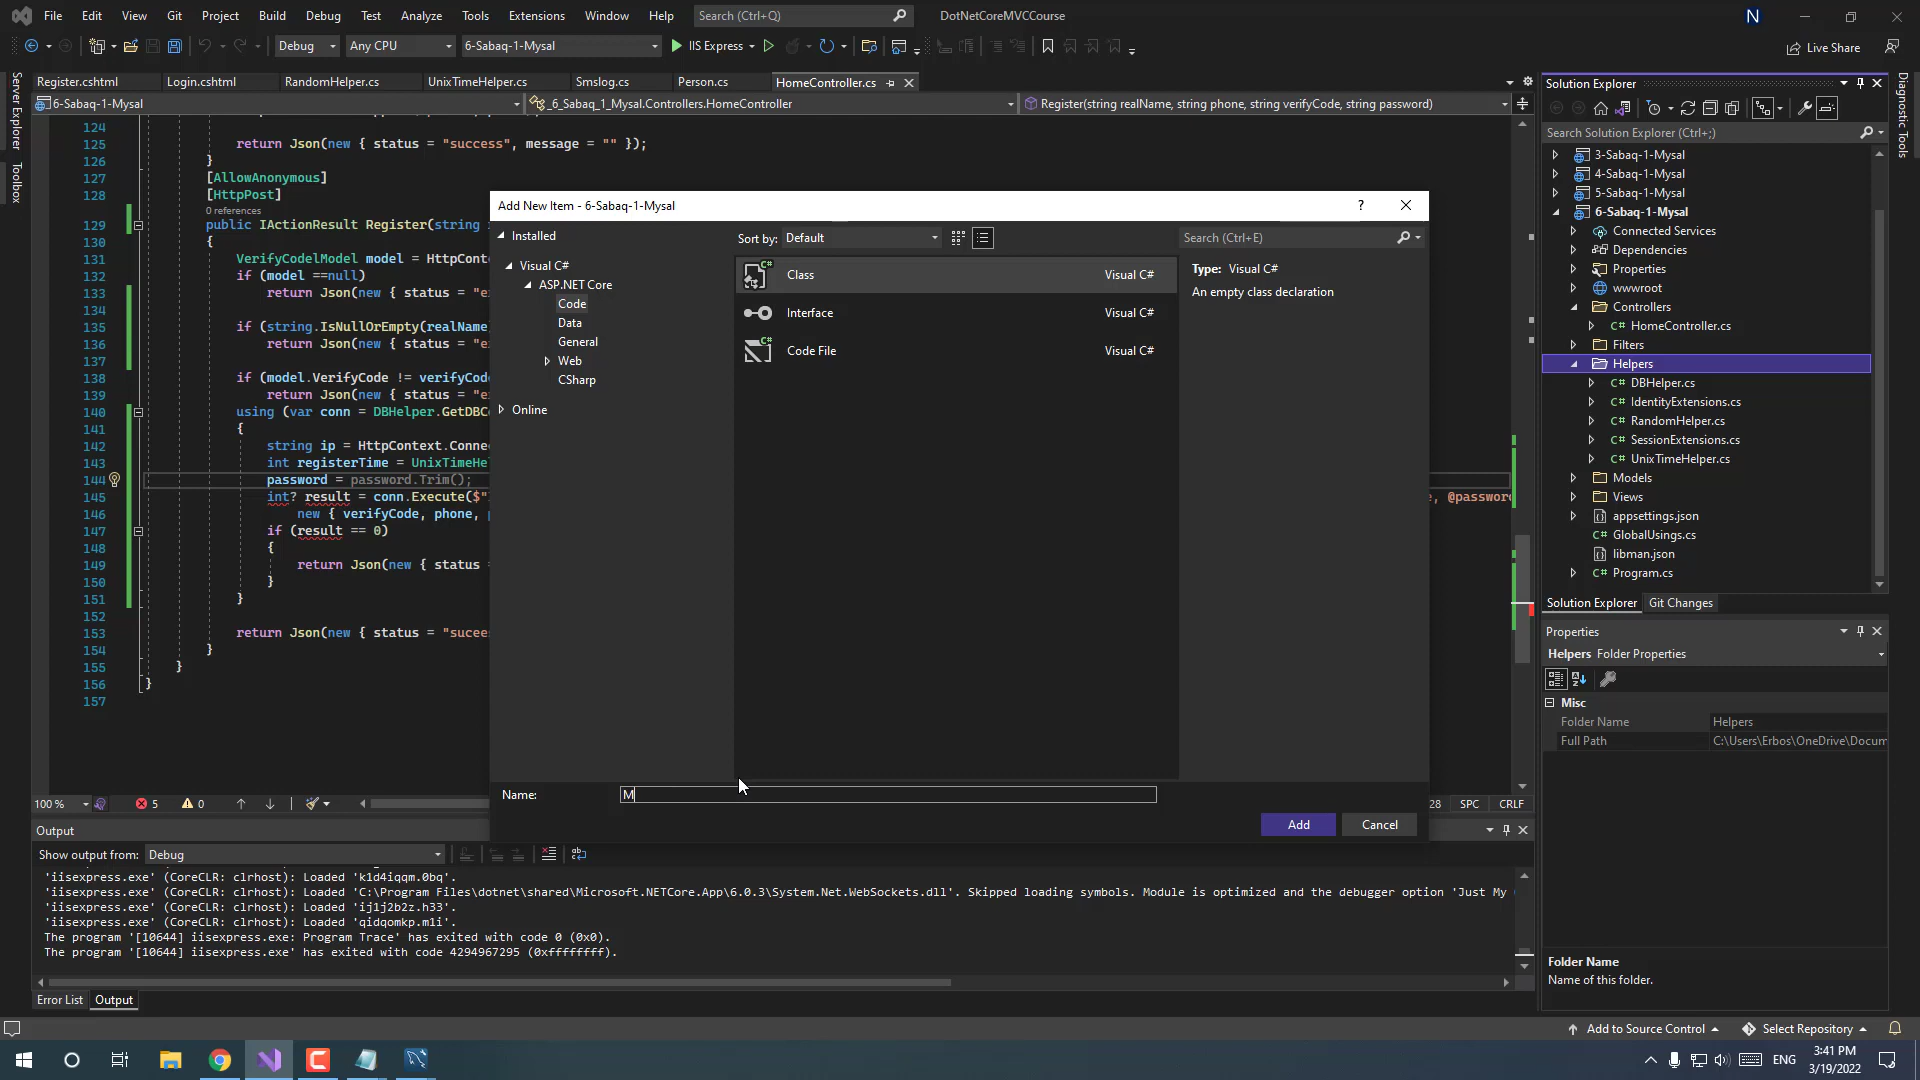 File Edit View Git Project Build Debug Test Analyze Tools Extensions Window Help Search (Ctrl+Q) DotNetCoreMVCCourse
Debug Any CPU 6-Sabaq-1-Mysal IIS Express Live Share
Register.cshtml Login.cshtml RandomHelper.cs UnixTimeHelper.cs Smslog.cs Person.cs HomeController.cs
6-Sabaq-1-Mysal _6_Sabaq_1_Mysal.Controllers.HomeController Register(string realName, string phone, string verifyCode, string password)
Server Explorer
Toolbox
124
125 return Json(new { status = "success", message = "" });
126 }
127 [AllowAnonymous]
128 [HttpPost]
0 references
129 public IActionResult Register(string
130 {
131 VerifyCodelModel model = HttpConte
132 if (model ==null)
133 return Json(new { status = "e
134
135 if (string.IsNullOrEmpty(realName
136 return Json(new { status = "e
137
138 if (model.VerifyCode != verifyCode
139 return Json(new { status = "e
140 using (var conn = DBHelper.GetDBCo
141 {
142 string ip = HttpContext.Conne
143 int registerTime = UnixTimeHe
144 password = password.Trim();
145 int? result = conn.Execute($" e, @password
146 new { verifyCode, phone,
147 if (result == 0)
148 {
149 return Json(new { status =
150 }
151 }
152
153 return Json(new { status = "sucee
154 }
155 }
156 }
157
Add New Item - 6-Sabaq-1-Mysal
Installed
Visual C#
ASP.NET Core
Code
Data
General
Web
CSharp
Online
Sort by: Default
Class Visual C#
Interface Visual C#
Code File Visual C#
Search (Ctrl+E)
Type: Visual C#
An empty class declaration
Name: M
Add Cancel
Solution Explorer
Search Solution Explorer (Ctrl+;)
3-Sabaq-1-Mysal
4-Sabaq-1-Mysal
5-Sabaq-1-Mysal
6-Sabaq-1-Mysal
Connected Services
Dependencies
Properties
wwwroot
Controllers
C# HomeController.cs
Filters
Helpers
C# DBHelper.cs
C# IdentityExtensions.cs
C# RandomHelper.cs
C# SessionExtensions.cs
C# UnixTimeHelper.cs
Models
Views
appsettings.json
C# GlobalUsings.cs
libman.json
C# Program.cs
Solution Explorer Git Changes
Diagnostic Tools
Properties
Helpers Folder Properties
Misc
Folder Name Helpers
Full Path C:\Users\Erbos\OneDrive\Docum
Folder Name
Name of this folder.
100 % 5 0 28 SPC CRLF
Output
Show output from: Debug
'iisexpress.exe' (CoreCLR: clrhost): Loaded 'k1d4iqqm.0bq'.
'iisexpress.exe' (CoreCLR: clrhost): Loaded 'C:\Program Files\dotnet\shared\Microsoft.NETCore.App\6.0.3\System.Net.WebSockets.dll'. Skipped loading symbols. Module is optimized and the debugger option 'Just My
'iisexpress.exe' (CoreCLR: clrhost): Loaded 'ij1j2b2z.h33'.
'iisexpress.exe' (CoreCLR: clrhost): Loaded 'qidqomkp.m1i'.
The program '[10644] iisexpress.exe: Program Trace' has exited with code 0 (0x0).
The program '[10644] iisexpress.exe' has exited with code 4294967295 (0xffffffff).
Error List Output
Add to Source Control Select Repository
ENG 3:41 PM
3/19/2022